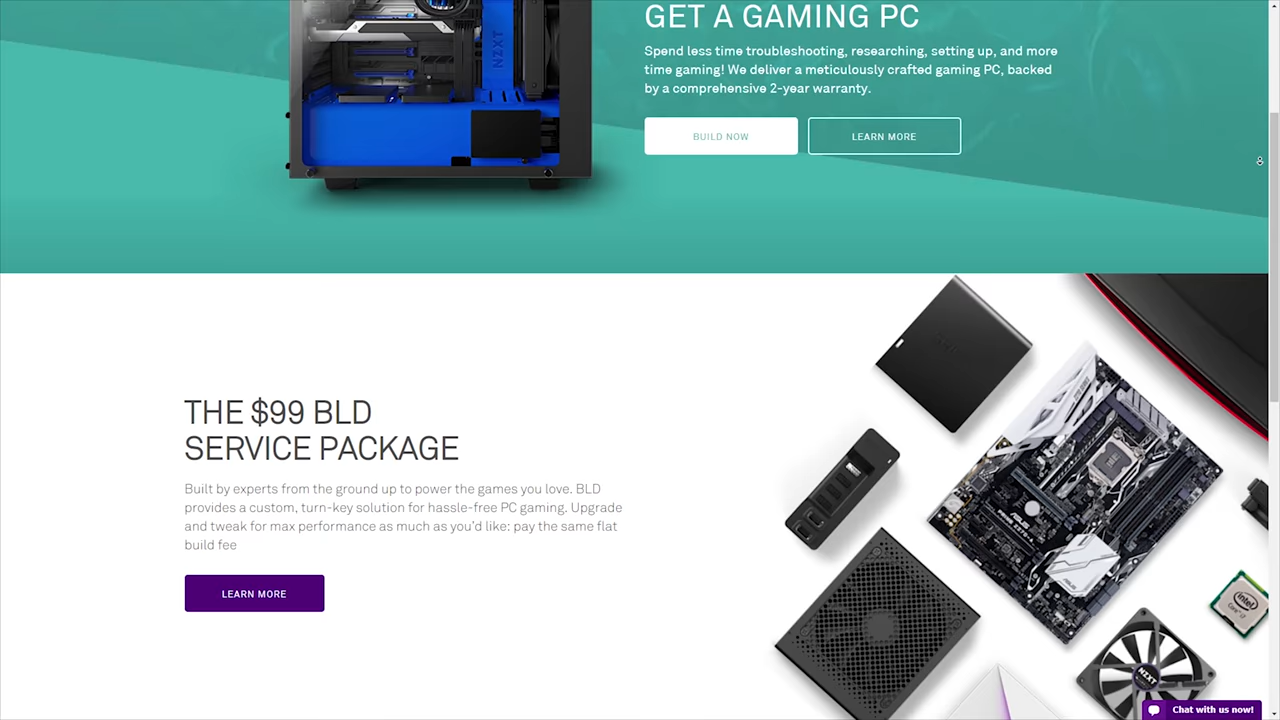 GET A GAMING PC
Spend less time troubleshooting, researching, setting up, and more
time gaming! We deliver a meticulously crafted gaming PC, backed
by a comprehensive 2-year warranty.
BUILD NOW
LEARN MORE
NZXT
THE $99 BLD
SERVICE PACKAGE
Built by experts from the ground up to power the games you love. BLD
provides a custom, turn-key solution for hassle-free PC gaming. Upgrade
and tweak for max performance as much as you'd like: pay the same flat
build fee
LEARN MORE
intel
NZXT
Chat with us now!